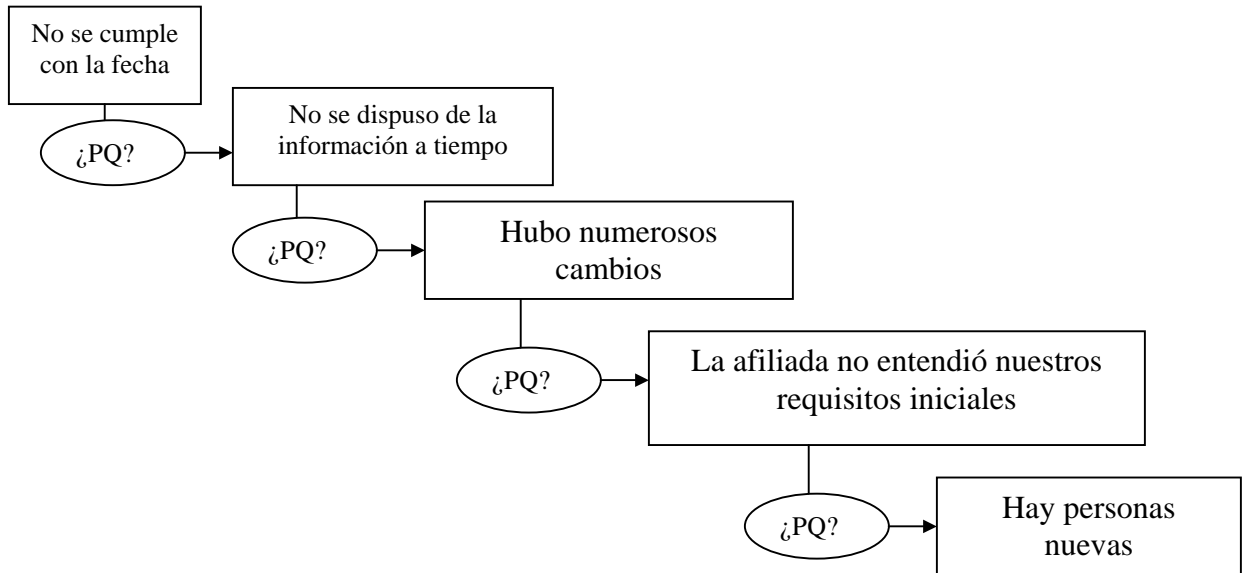 No se cumple
con la fecha
¿PQ?
No se dispuso de la
información a tiempo
¿PQ?
Hubo numerosos
cambios
¿PQ?
La afiliada no entendió nuestros
requisitos iniciales
¿PQ?
Hay personas
nuevas